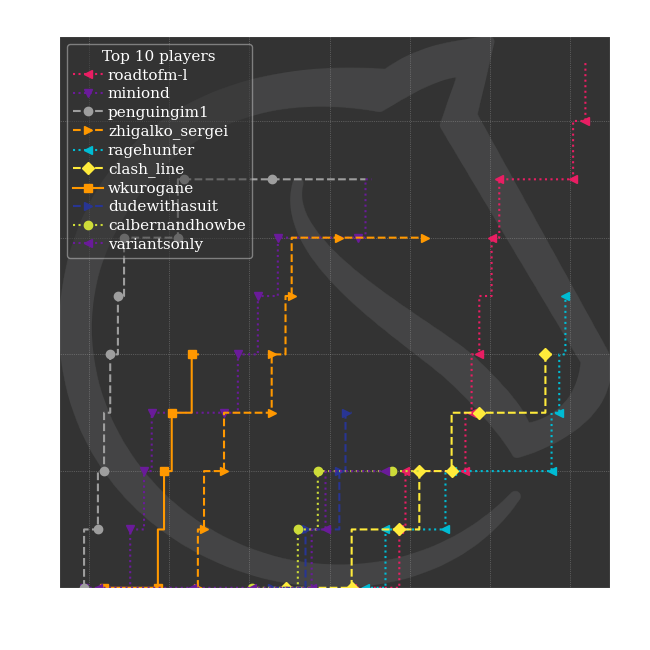 Top 10 players
roadtofm-l
miniond
penguingim1
zhigalko_sergei
ragehunter
clash_line
wkurogane
dudewithasuit
calbernandhowbe
variantsonly